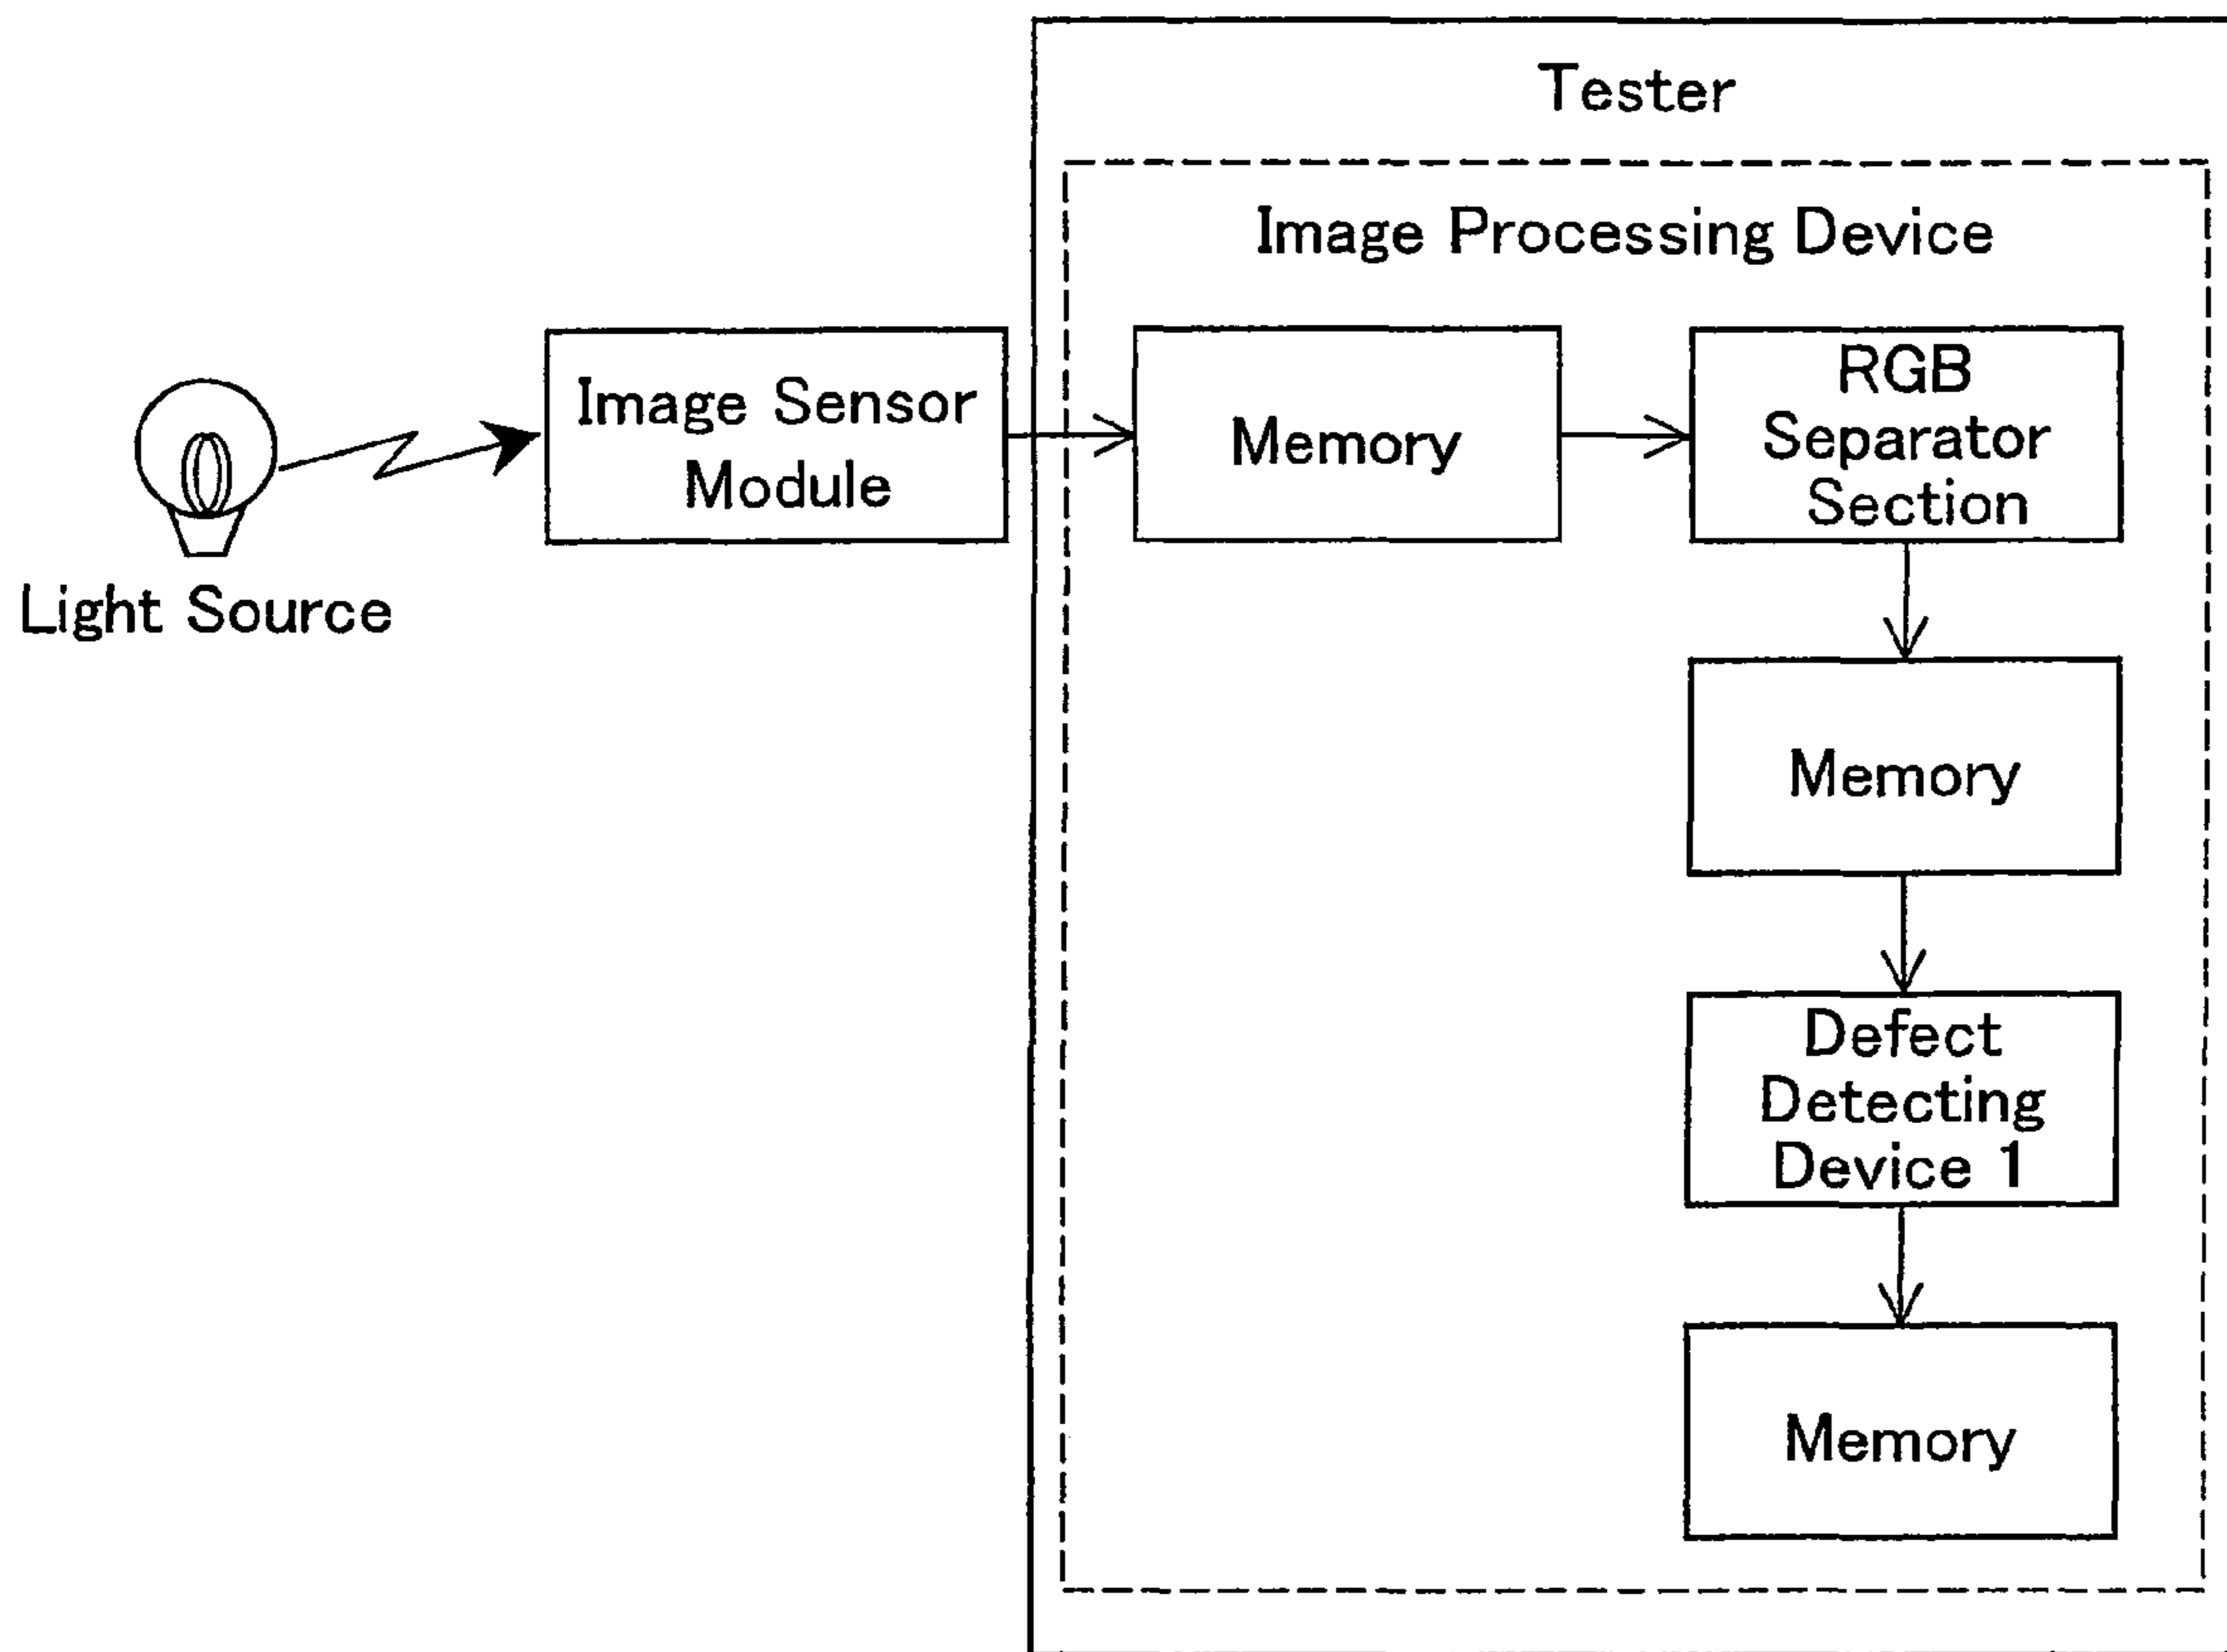 Tester
Image Processing Device
Image Sensor
Module
Memory
RGB
Separator
Section
Light Source
Memory
Defect
Detecting
Device 1
Memory